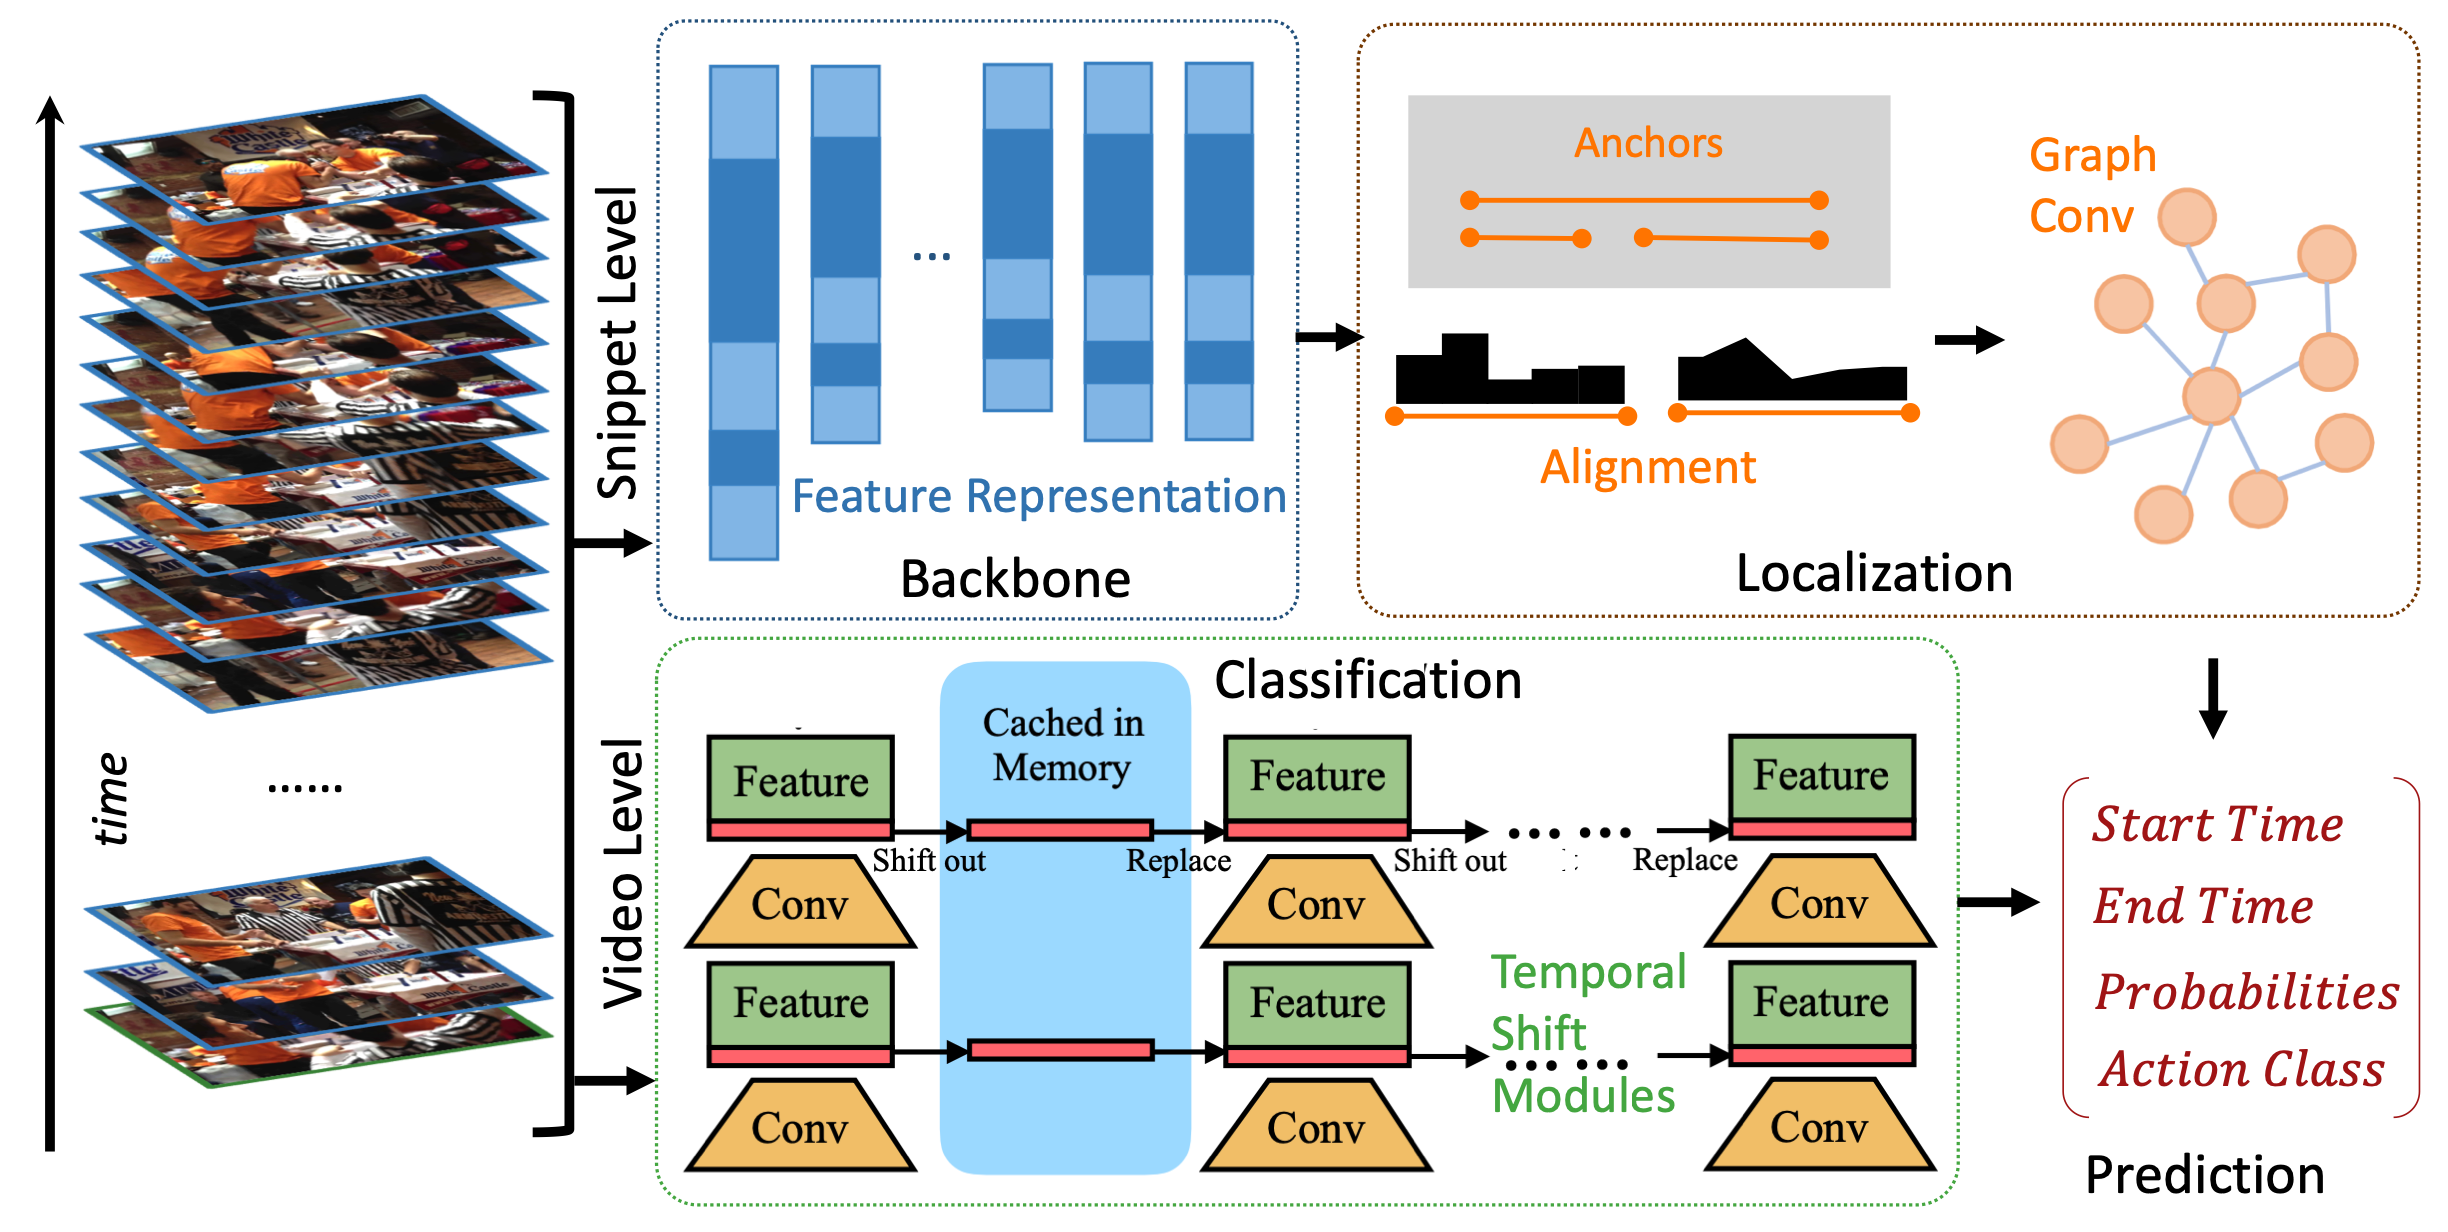 time
......
Snippet Level
Video Level
...
Feature Representation
Backbone
Anchors
Alignment
Graph
Conv
Localization
Classification
Cached in
Memory
Feature
Feature
Feature
Shift out
Replace
Shift out
Replace
Conv
Conv
Conv
Feature
Feature
Feature
Temporal
Shift
Modules
Conv
Conv
Conv
Start Time
End Time
Probabilities
Action Class
Prediction
White
Castle